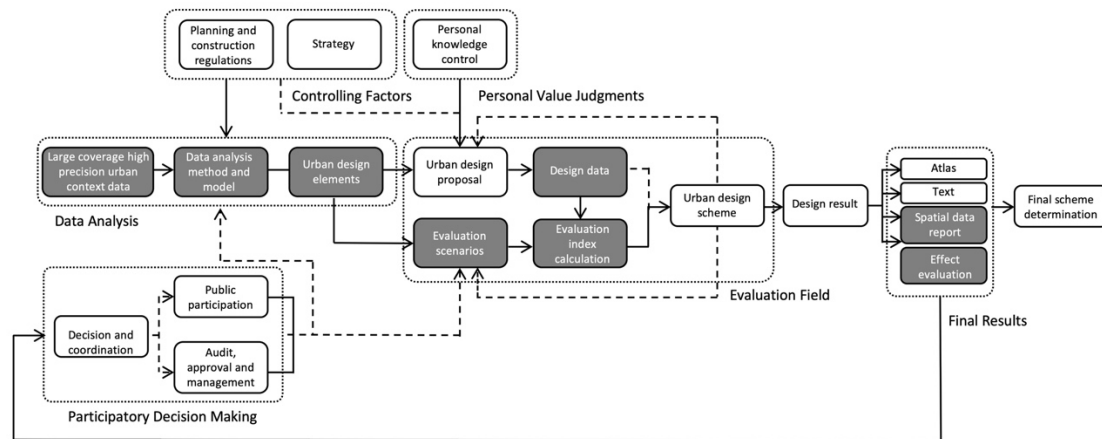 Planning and
construction
regulations
Strategy
Personal
knowledge
control
Controlling Factors
Personal Value Judgments
Large coverage high
precision urban
context data
Data analysis
method and
model
Urban design
elements
Urban design
proposal
Design data
Data Analysis
Evaluation
scenarios
Evaluation
index
calculation
Urban design
scheme
Design result
Atlas
Text
Spatial data
report
Effect
evaluation
Final scheme
determination
Evaluation Field
Final Results
Public
participation
Decision and
coordination
Audit,
approval and
management
Participatory Decision Making